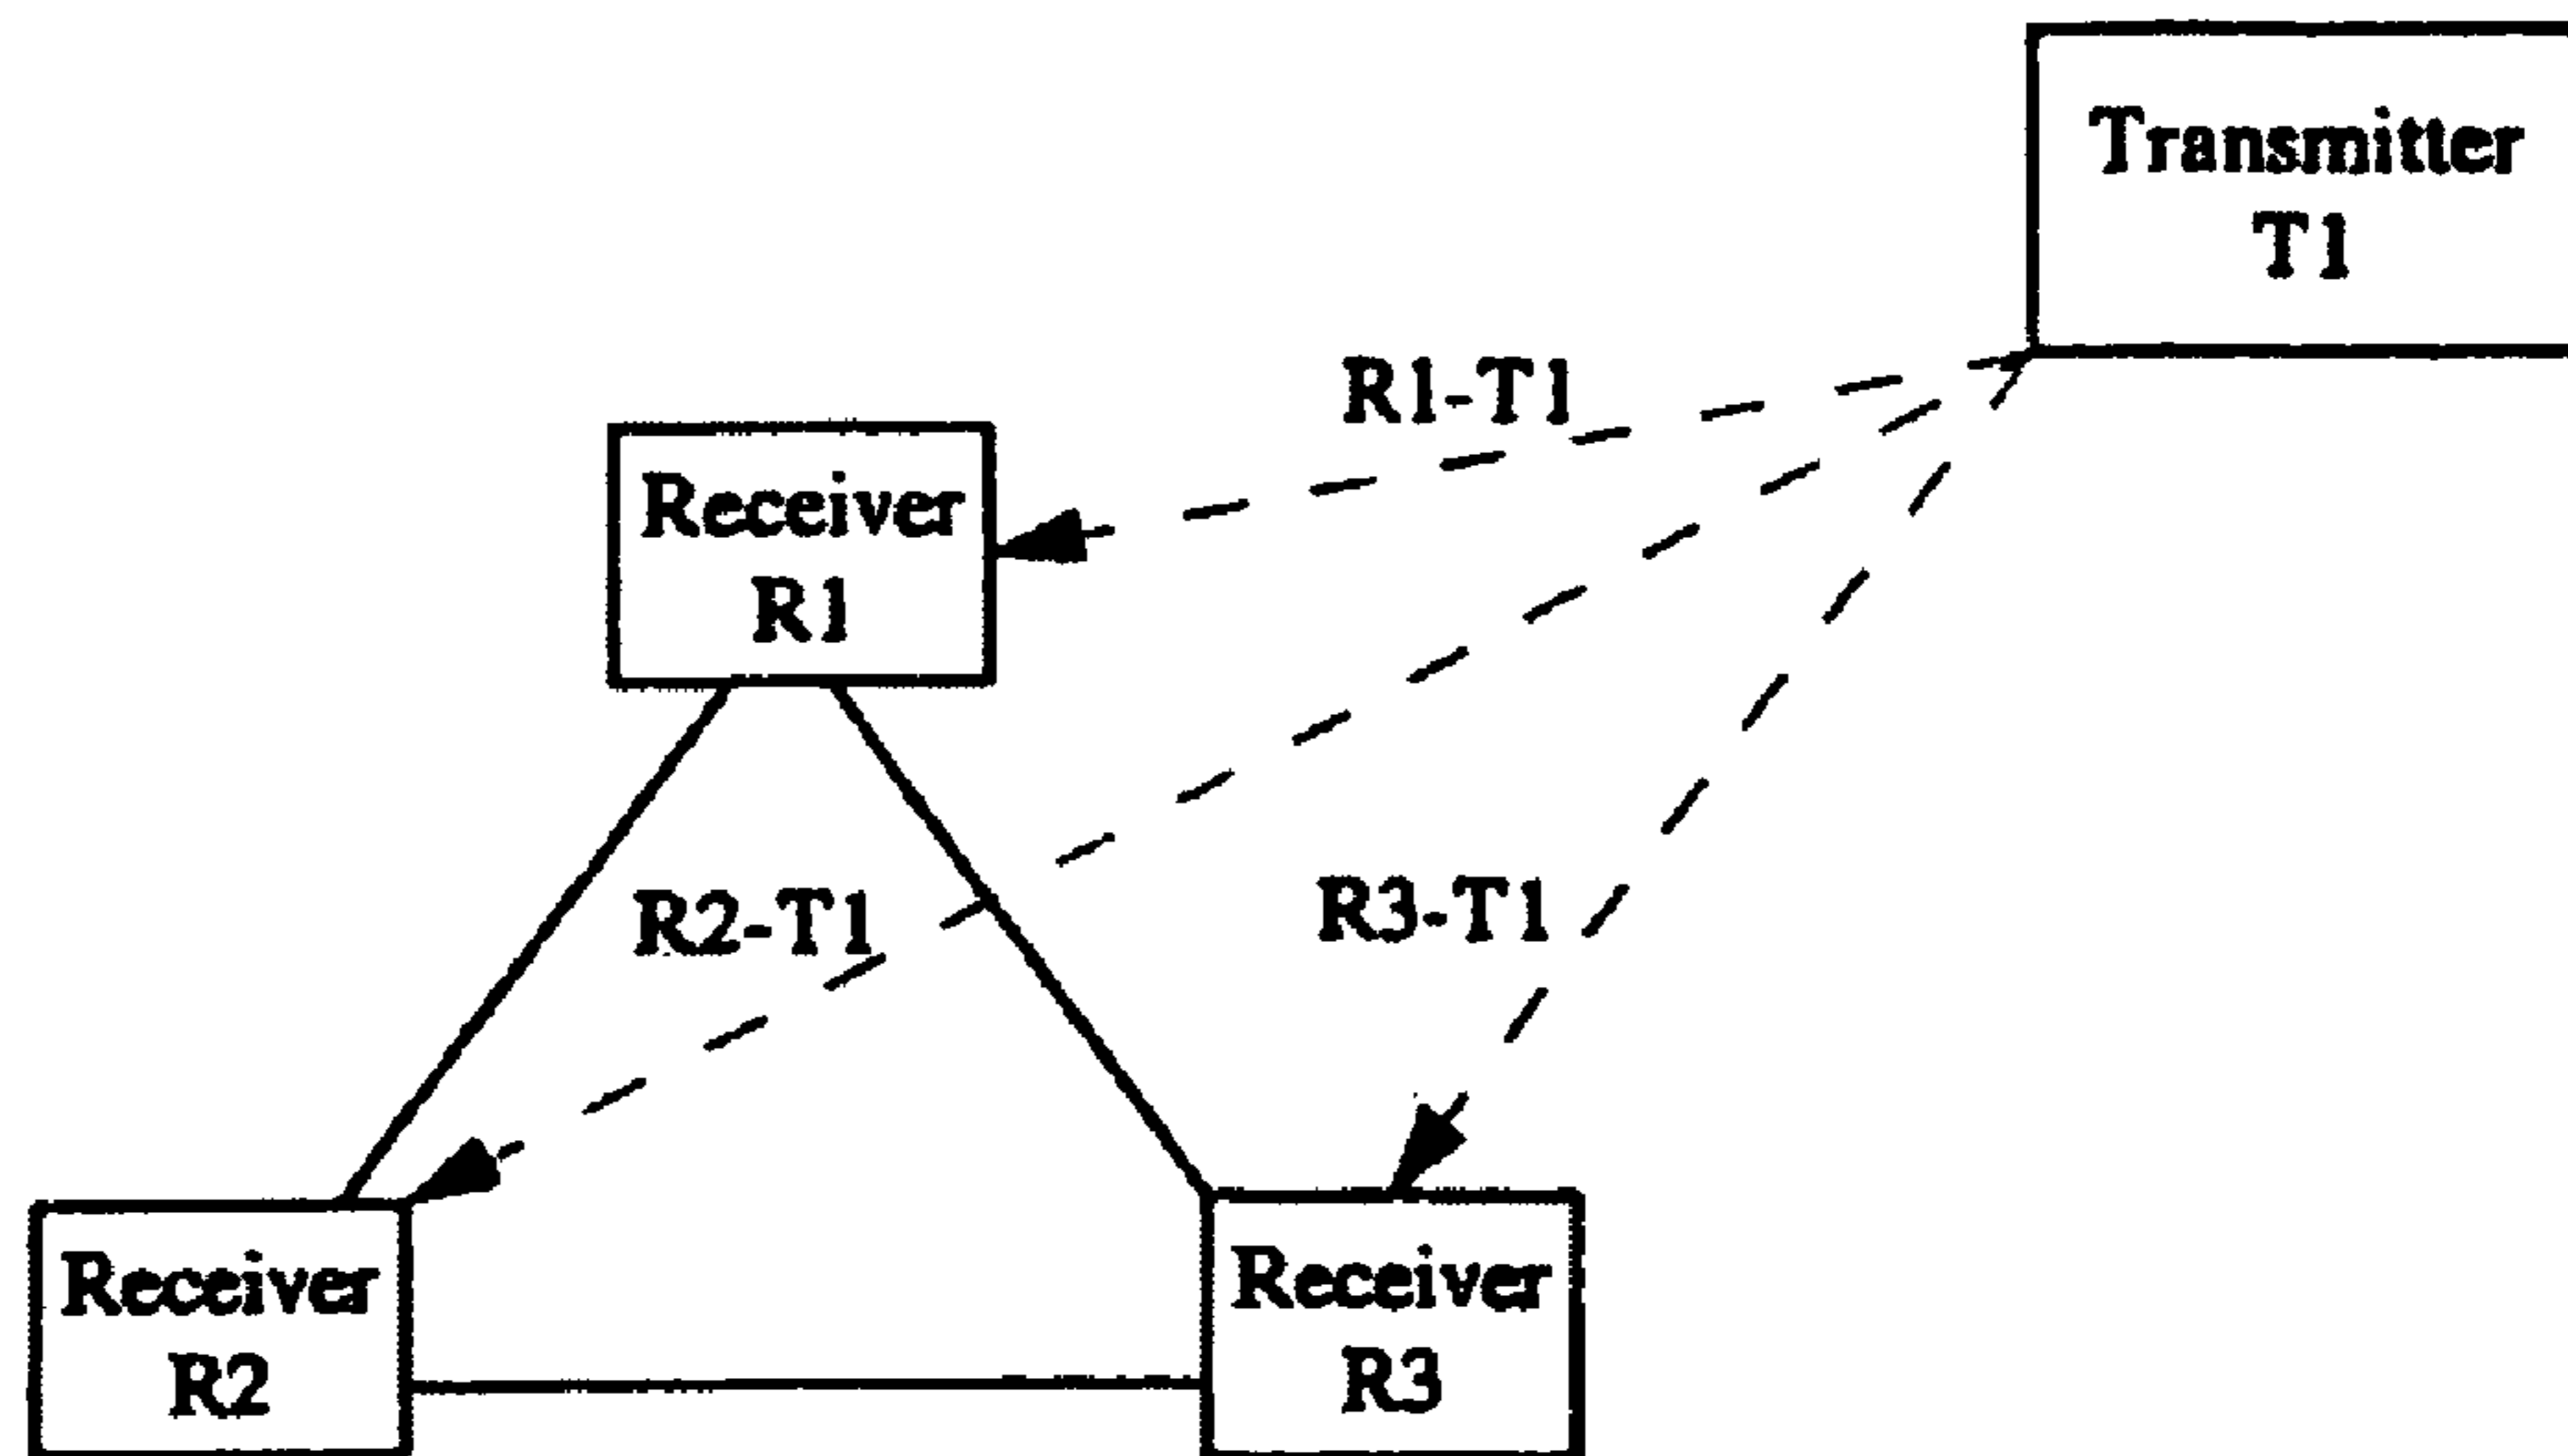 Transmitter
T1
R1-T1
Receiver
R1
R2-T1
R3-T1
Receiver
R2
Receiver
R3